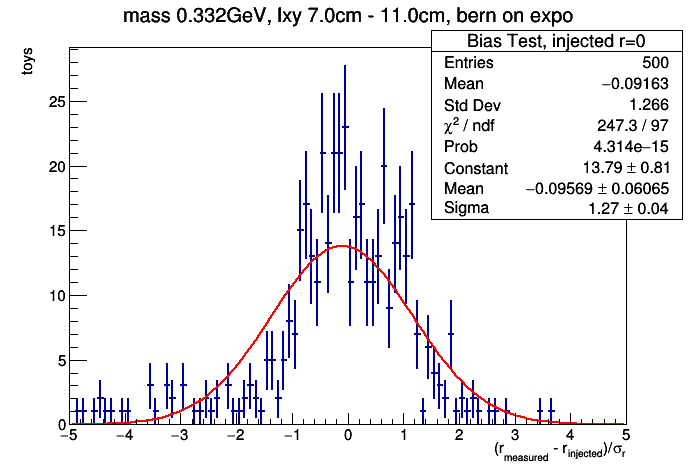 mass 0.332GeV, lxy 7.0cm - 11.0cm, bern on expo
Bias Test, injected r=0
Entries 500
Mean −0.09163
Std Dev 1.266
χ² / ndf 247.3 / 97
Prob 4.314e−15
Constant 13.79 ± 0.81
Mean −0.09569 ± 0.06065
Sigma 1.27 ± 0.04
toys
25
20
15
10
5
0
−5 −4 −3 −2 −1 0 1 2 3 4 5
(r_measured - r_injected)/σ_r